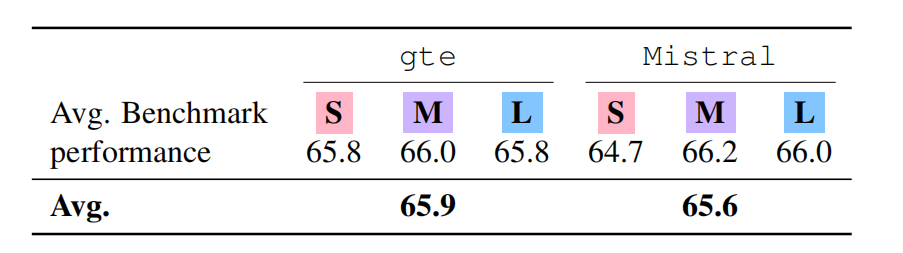 gte Mistral
Avg. Benchmark S M L S M L
performance 65.8 66.0 65.8 64.7 66.2 66.0
Avg. 65.9 65.6